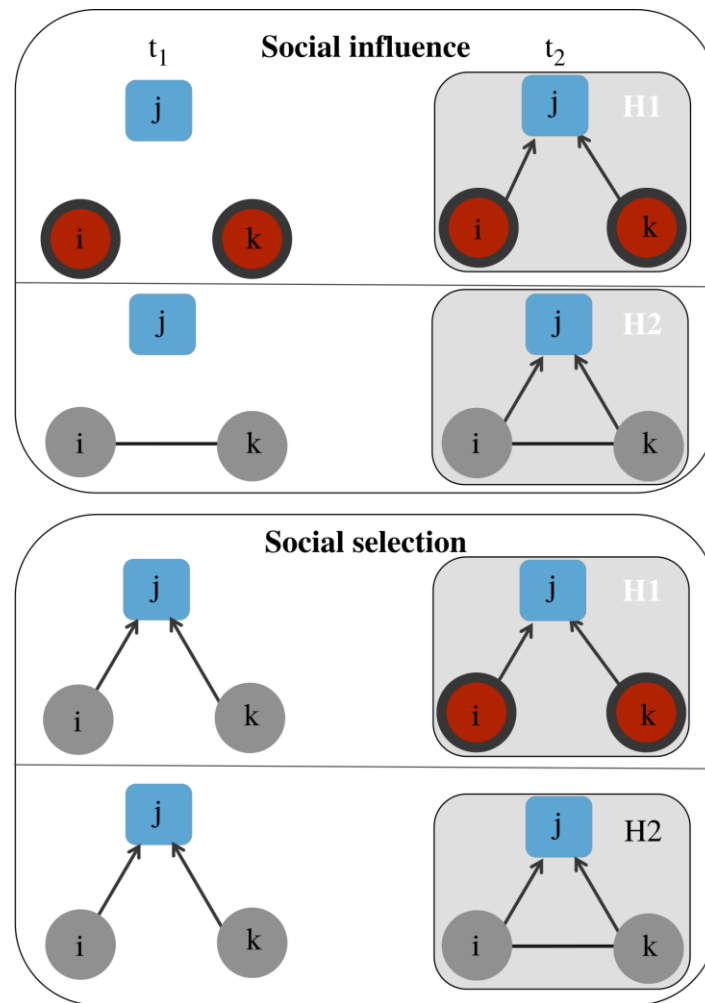 t1 Social influence t2
j j H1
i k i k
j j H2
i k i k
Social selection
j j H1
i k i k
j j H2
i k i k